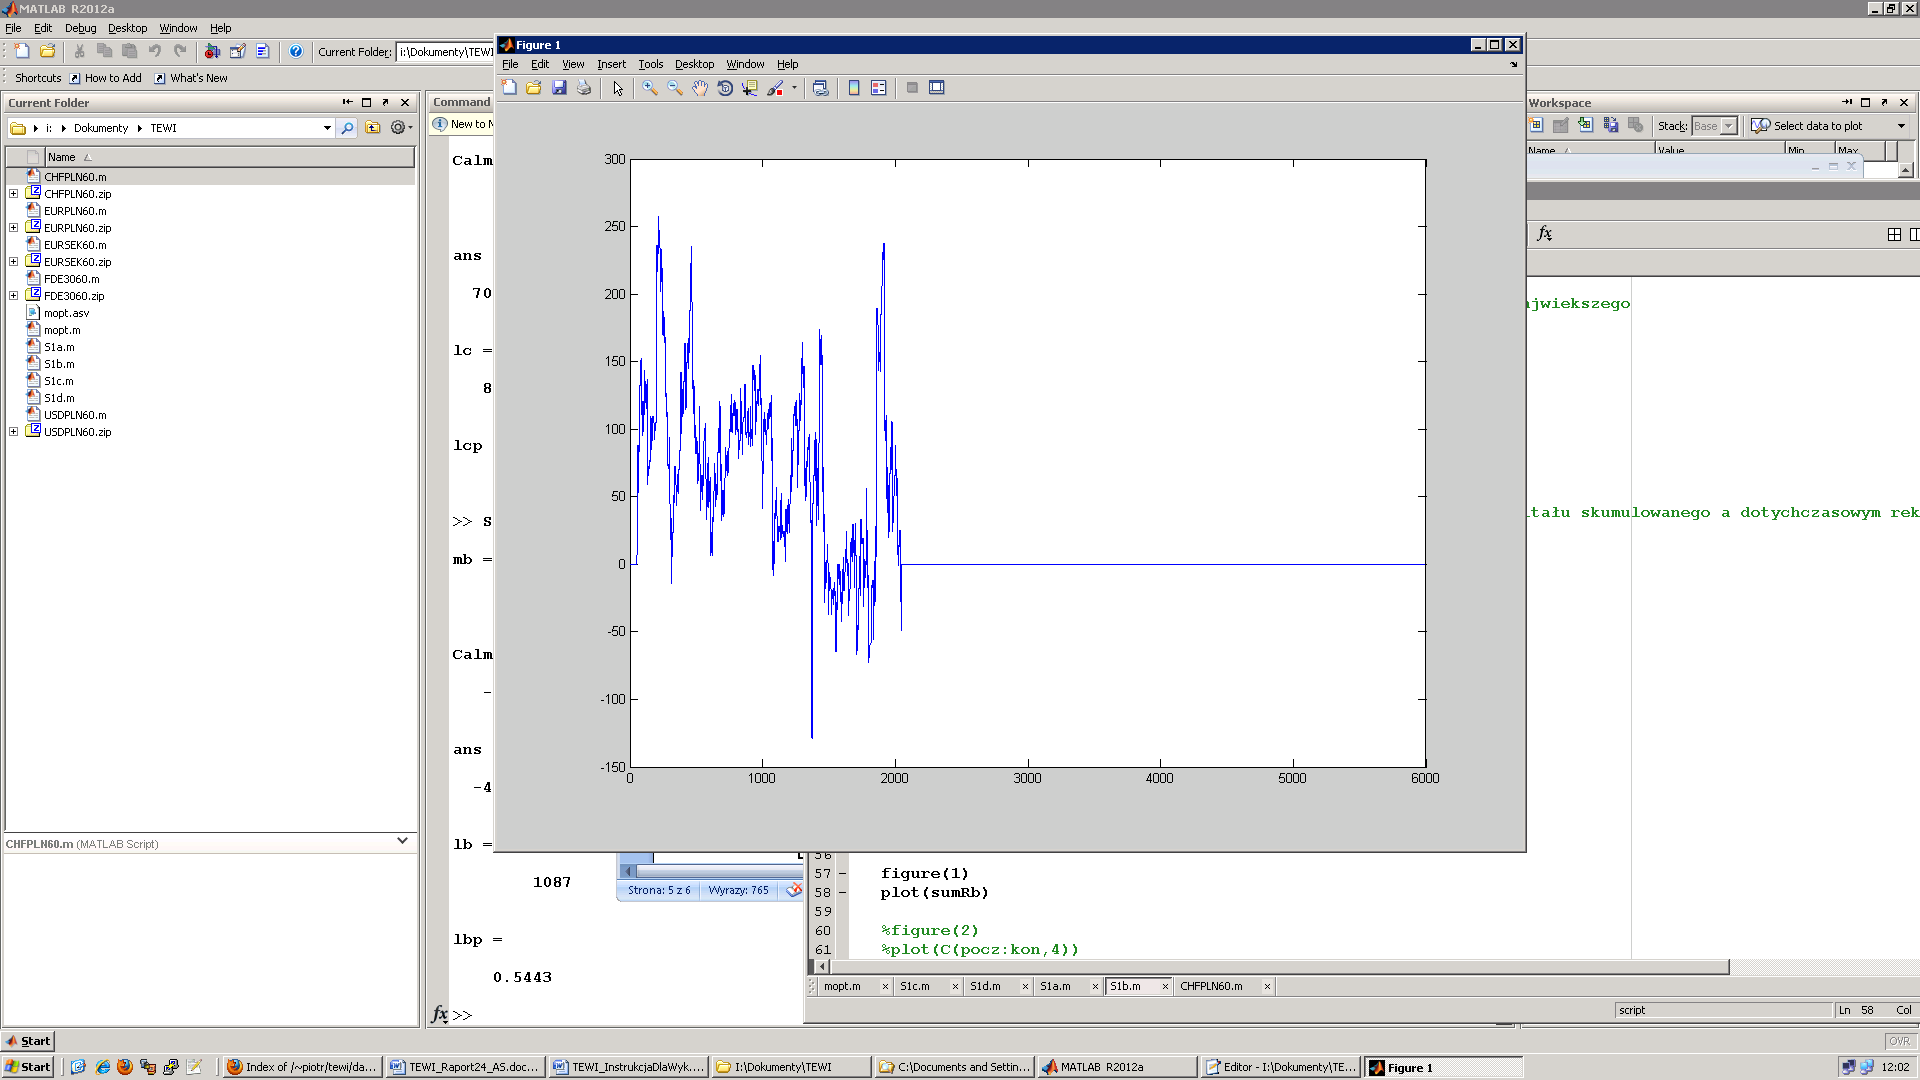 MATLAB R2012a
File Edit Debug Desktop Window Help
Current Folder: i:\Dokumenty\TEWI
Shortcuts How to Add What's New
Current Folder
i: Dokumenty TEWI
Name
CHFPLN60.m
CHFPLN60.zip
EURPLN60.m
EURPLN60.zip
EURSEK60.m
EURSEK60.zip
FDE3060.m
FDE3060.zip
mopt.asv
mopt.m
S1a.m
S1b.m
S1c.m
S1d.m
USDPLN60.m
USDPLN60.zip
CHFPLN60.m (MATLAB Script)
Command
New to M
Calm
ans
70
lc =
8
lcp
>> S
mb =
Calm
-
ans
-4
lb =
1087
lbp =
0.5443
fx >>
Figure 1
File Edit View Insert Tools Desktop Window Help
300
250
200
150
100
50
0
-50
-100
-150
0 1000 2000 3000 4000 5000 6000
Workspace
Stack: Base Select data to plot
Name Value Min Max
fx
jwiekszego
tału skumulowanego a dotychczasowym rek
Strona: 5 z 6 Wyrazy: 765
56
57 – figure(1)
58 – plot(sumRb)
59
60 %figure(2)
61 %plot(C(pocz:kon,4))
mopt.m S1c.m S1d.m S1a.m S1b.m CHFPLN60.m
script Ln 58 Col
Start OVR
Start Index of /~piotr/tewi/da... TEWI_Raport24_AS.doc... TEWI_InstrukcjaDlaWyk... I:\Dokumenty\TEWI C:\Documents and Settin... MATLAB R2012a Editor - I:\Dokumenty\TE... Figure 1 12:02